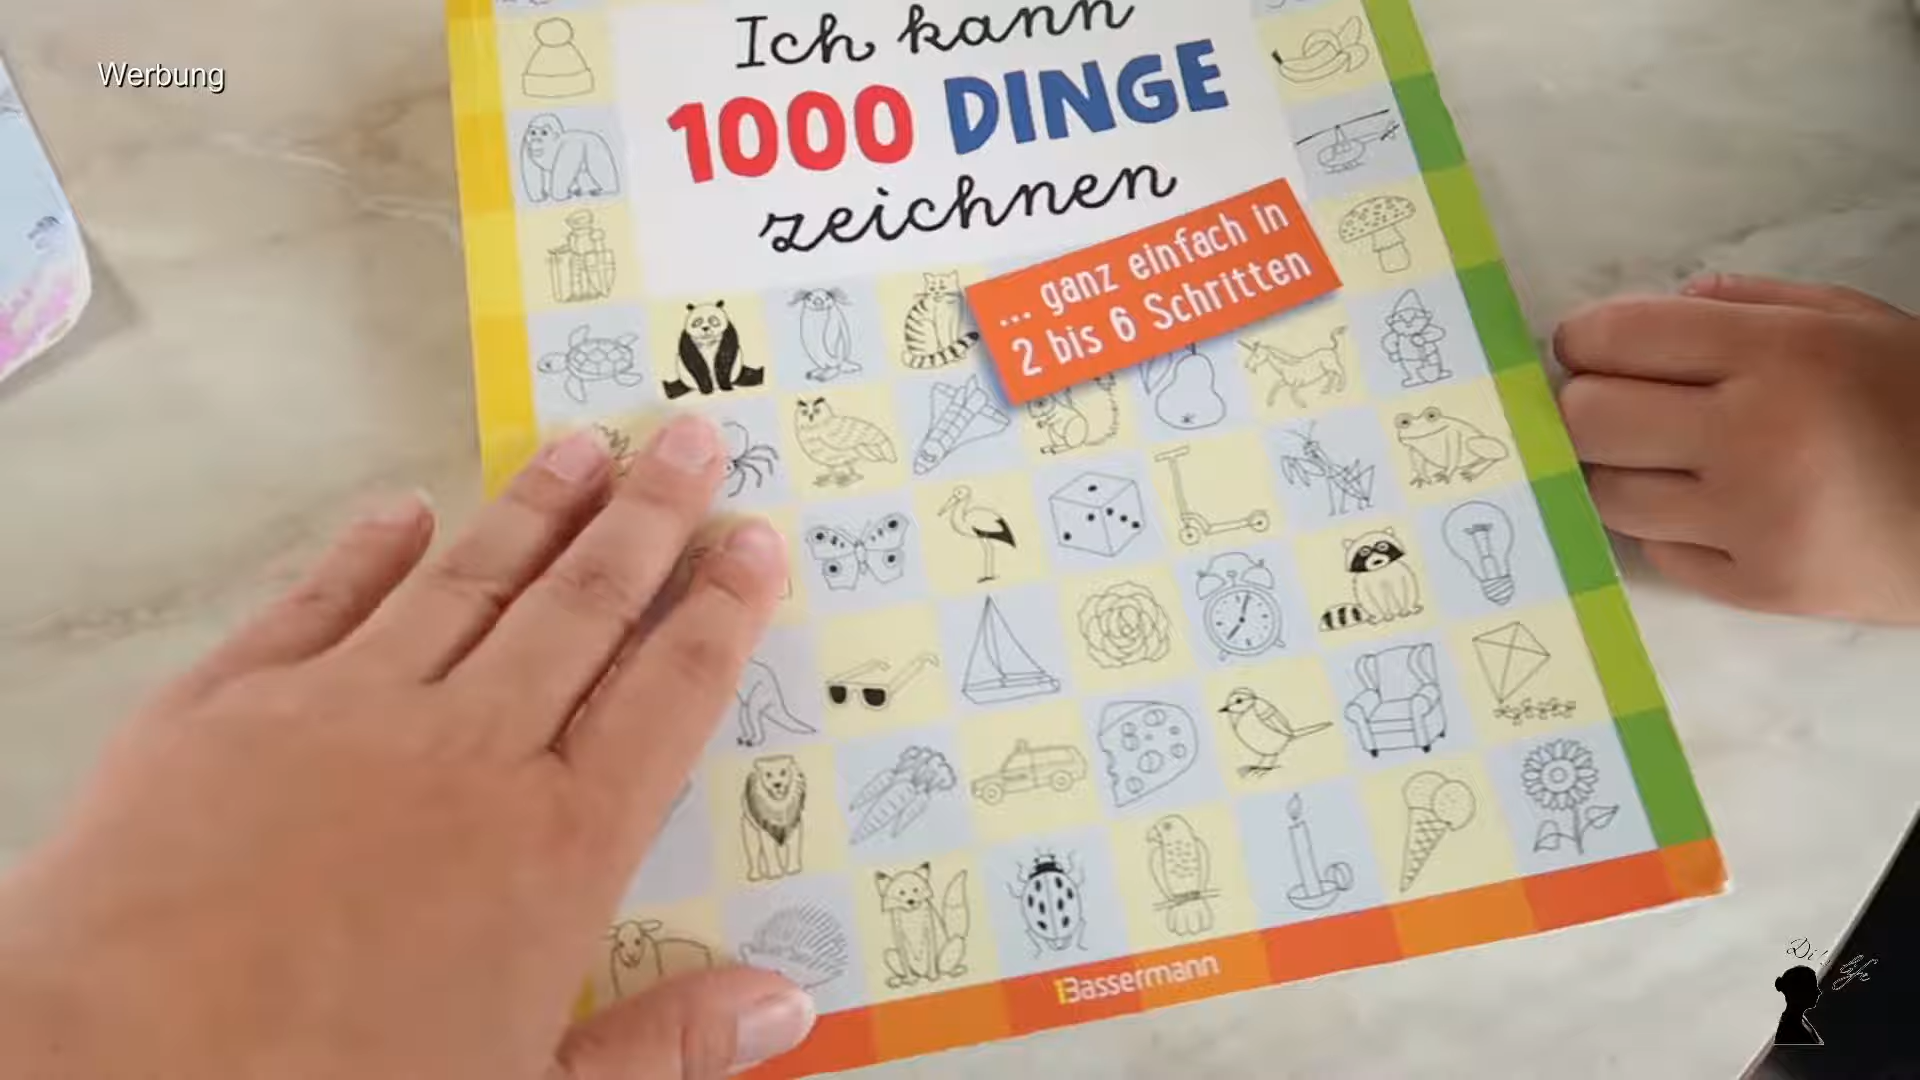 Werbung
Ich kann
1000 DINGE
zeichnen
... ganz einfach in
2 bis 6 Schritten
Bassermann